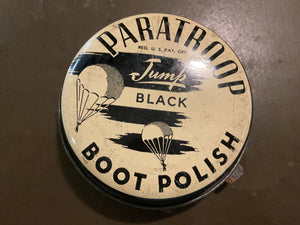 PARATROOP
REG. U. S. PAT. OFF
Jump
BLACK
BOOT POLISH